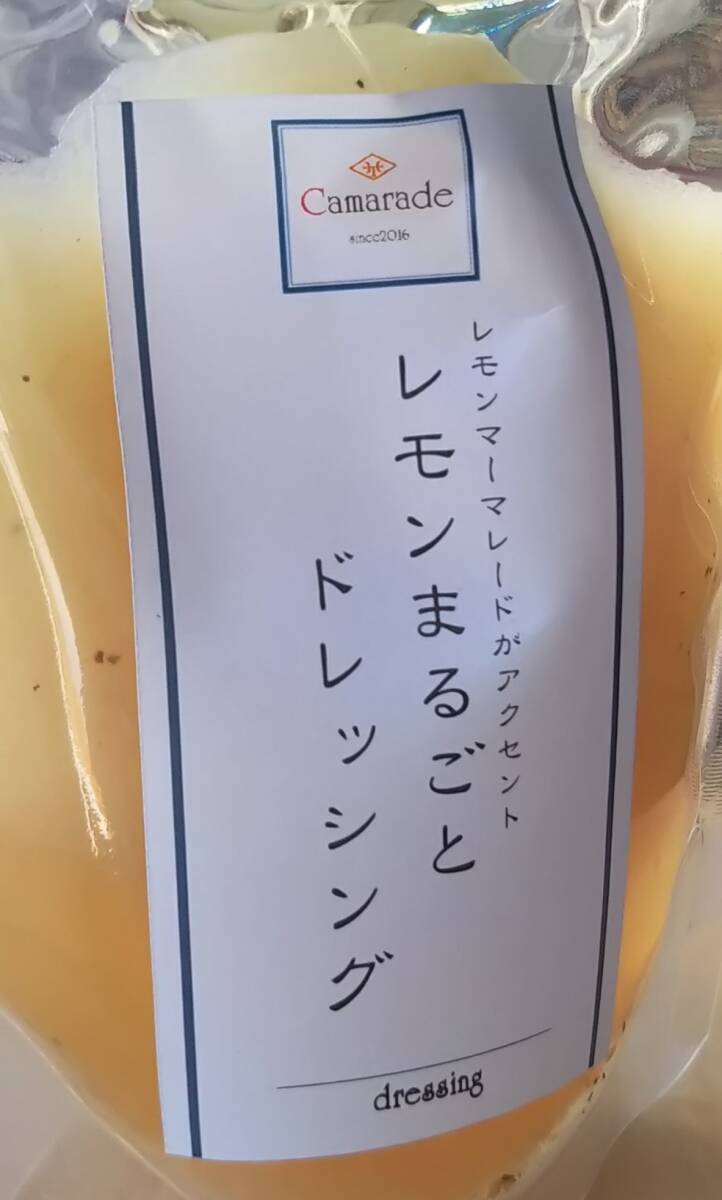 Camarade
since2016
レモンマーマレードがアクセント
レモンまるごと
ドレッシング
dressing